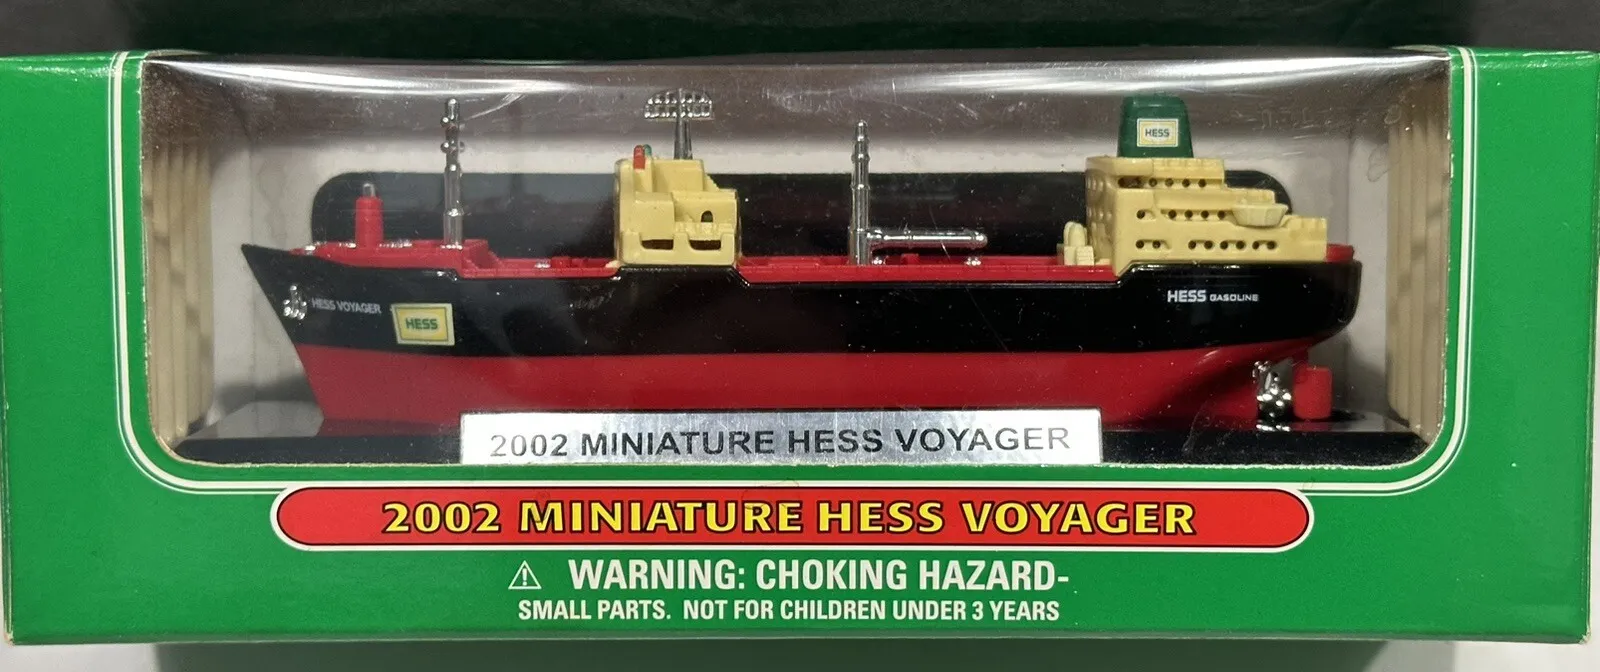 HESS
HESS VOYAGER
HESS
HESS GASOLINE
2002 MINIATURE HESS VOYAGER
2002 MINIATURE HESS VOYAGER
⚠ WARNING: CHOKING HAZARD-
SMALL PARTS. NOT FOR CHILDREN UNDER 3 YEARS